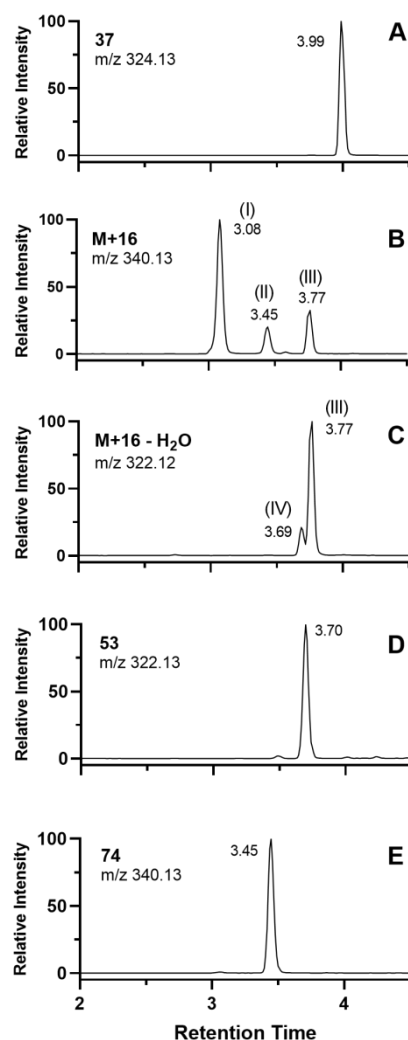 A
37
m/z 324.13
3.99
Relative Intensity
100
50
0
B
M+16
m/z 340.13
(I)
3.08
(II)
3.45
(III)
3.77
Relative Intensity
100
50
0
C
M+16 - H₂O
m/z 322.12
(III)
3.77
(IV)
3.69
Relative Intensity
100
50
0
D
53
m/z 322.13
3.70
Relative Intensity
100
50
0
E
74
m/z 340.13
3.45
Relative Intensity
100
50
0
2 3 4
Retention Time